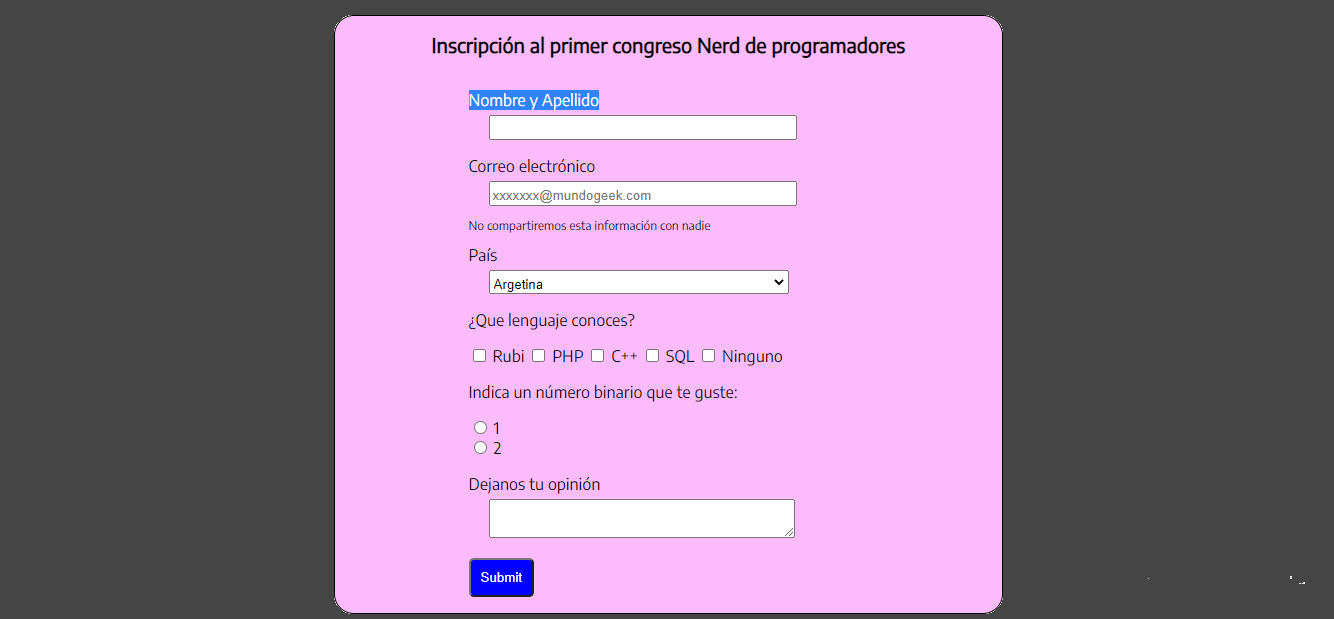 Inscripción al primer congreso Nerd de programadores
Nombre y Apellido
Correo electrónico
xxxxxxx@mundogeek.com
No compartiremos esta información con nadie
País
Argetina
¿Que lenguaje conoces?
Rubi PHP C++ SQL Ninguno
Indica un número binario que te guste:
1
2
Dejanos tu opinión
Submit